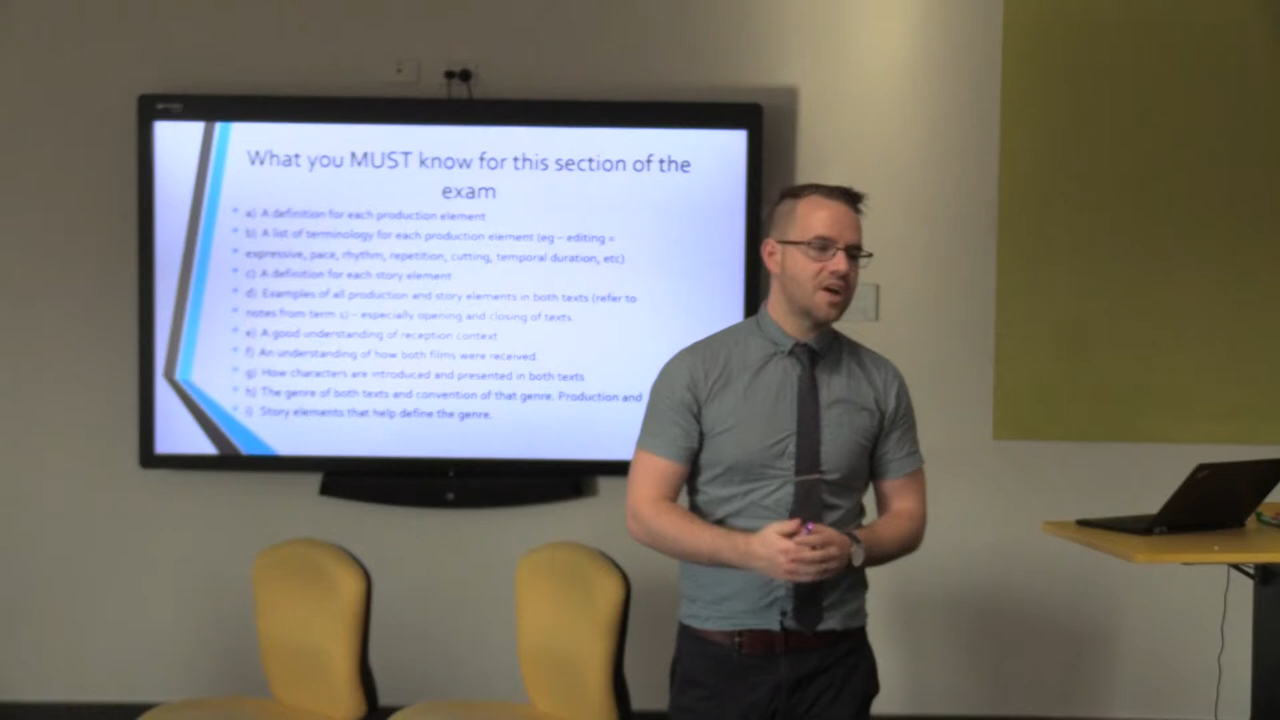 What you MUST know for this section of the
exam
a) A definition for each production element
b) A list of terminology for each production element (eg – editing =
expressive, pace, rhythm, repetition, cutting, temporal duration, etc)
c) A definition for each story element
d) Examples of all production and story elements in both texts (refer to
notes from term 1) – especially opening and closing of texts.
e) A good understanding of reception context
f) An understanding of how both films were received.
g) How characters are introduced and presented in both texts
h) The genre of both texts and convention of that genre. Production and
i) Story elements that help define the genre.